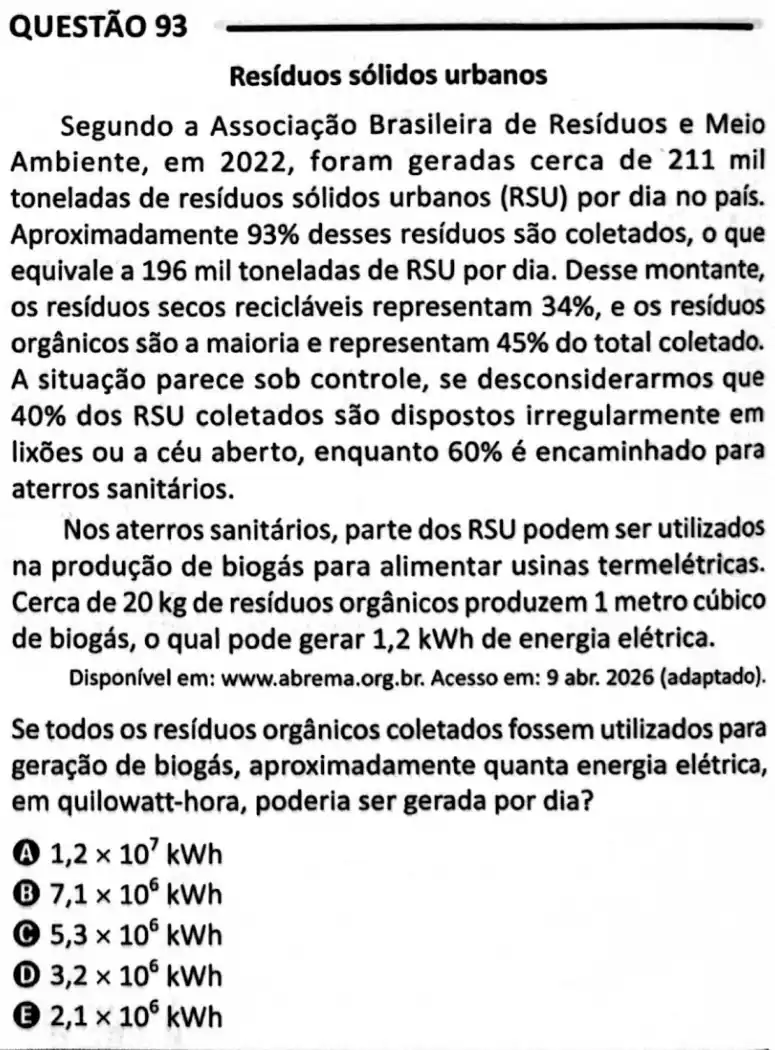 QUESTÃO 93
Resíduos sólidos urbanos
Segundo a Associação Brasileira de Resíduos e Meio
Ambiente, em 2022, foram geradas cerca de 211 mil
toneladas de resíduos sólidos urbanos (RSU) por dia no país.
Aproximadamente 93% desses resíduos são coletados, o que
equivale a 196 mil toneladas de RSU por dia. Desse montante,
os resíduos secos recicláveis representam 34%, e os resíduos
orgânicos são a maioria e representam 45% do total coletado.
A situação parece sob controle, se desconsiderarmos que
40% dos RSU coletados são dispostos irregularmente em
lixões ou a céu aberto, enquanto 60% é encaminhado para
aterros sanitários.
Nos aterros sanitários, parte dos RSU podem ser utilizados
na produção de biogás para alimentar usinas termelétricas.
Cerca de 20 kg de resíduos orgânicos produzem 1 metro cúbico
de biogás, o qual pode gerar 1,2 kWh de energia elétrica.
Disponível em: www.abrema.org.br. Acesso em: 9 abr. 2026 (adaptado).
Se todos os resíduos orgânicos coletados fossem utilizados para
geração de biogás, aproximadamente quanta energia elétrica,
em quilowatt-hora, poderia ser gerada por dia?
A 1,2 × 10⁷ kWh
B 7,1 × 10⁶ kWh
C 5,3 × 10⁶ kWh
D 3,2 × 10⁶ kWh
E 2,1 × 10⁶ kWh